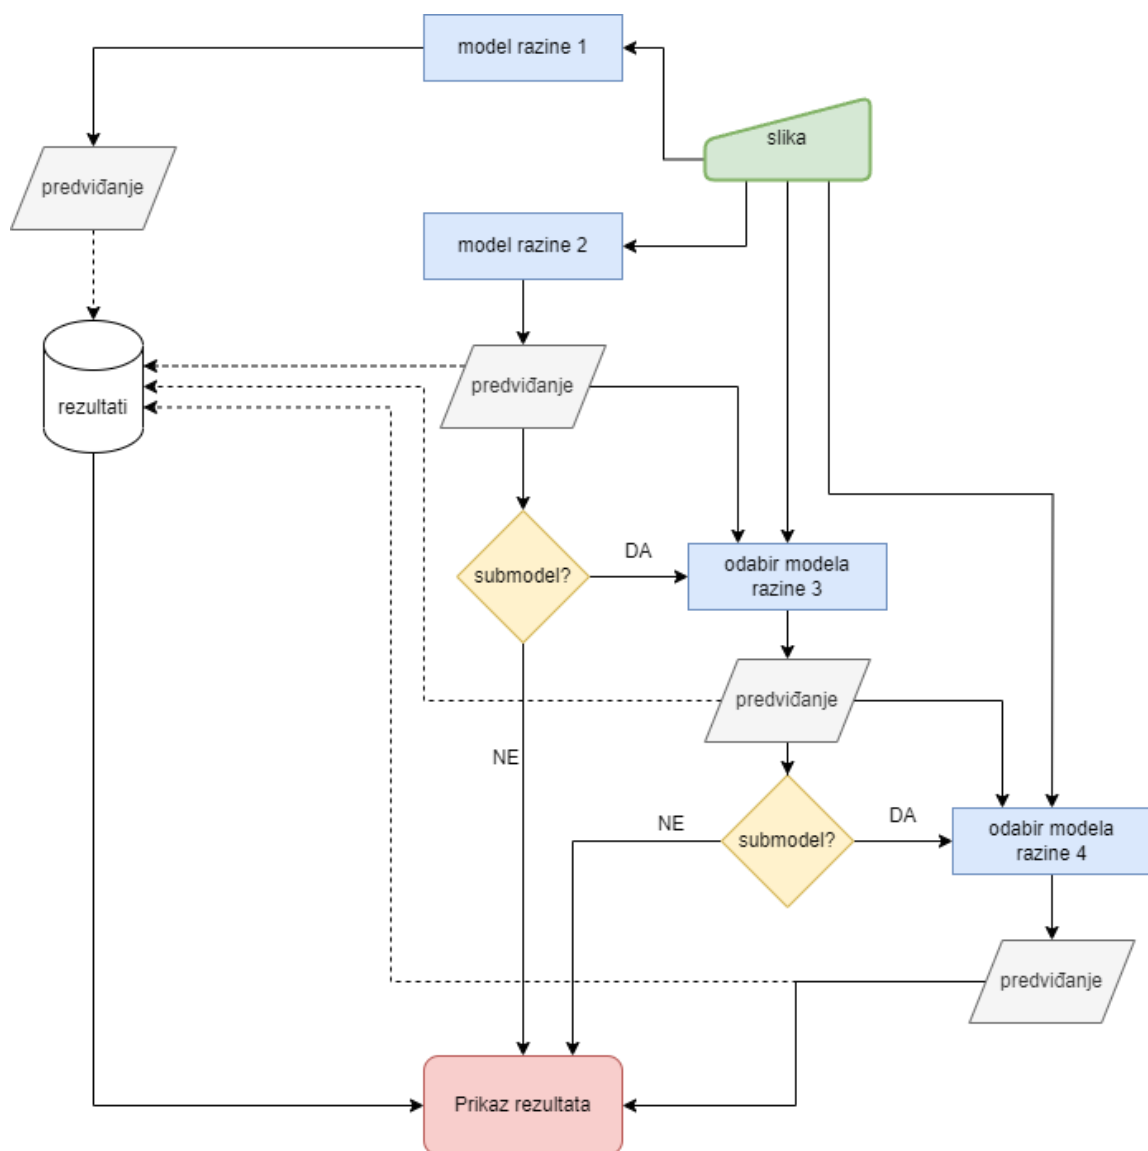 model razine 1
slika
predviđanje
model razine 2
predviđanje
rezultati
submodel?
DA
odabir modela
razine 3
predviđanje
NE
submodel?
NE
DA
odabir modela
razine 4
predviđanje
Prikaz rezultata